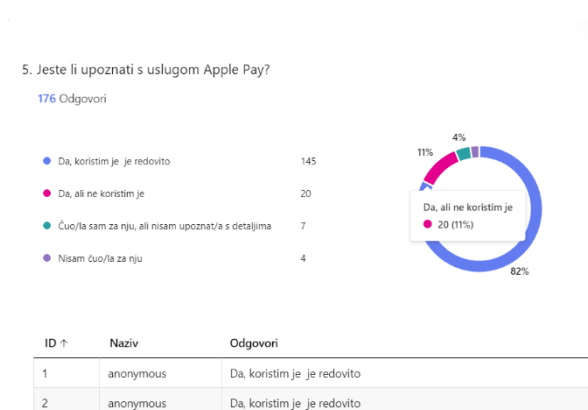 5. Jeste li upoznati s uslugom Apple Pay?
176 Odgovori
Da, koristim je je redovito 145
Da, ali ne koristim je 20
Čuo/la sam za nju, ali nisam upoznat/a s detaljima 7
Nisam čuo/la za nju 4
4%
11%
Da, ali ne koristim je
20 (11%)
82%
ID ↑ Naziv Odgovori
1 anonymous Da, koristim je je redovito
2 anonymous Da, koristim je je redovito